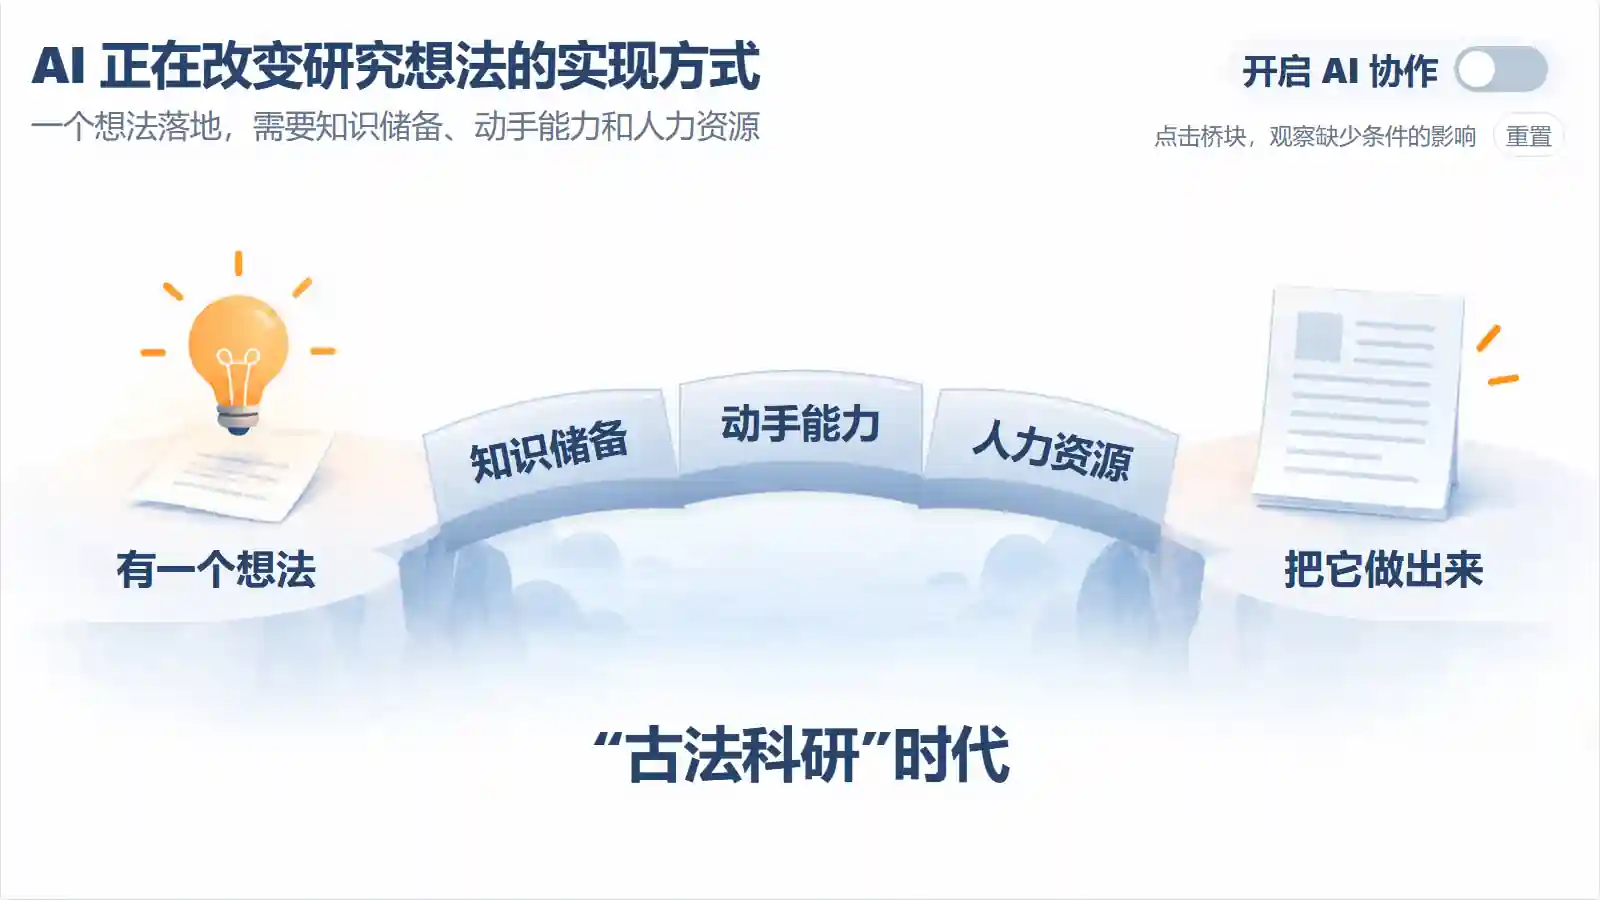 AI 正在改变研究想法的实现方式
一个想法落地，需要知识储备、动手能力和人力资源
开启 AI 协作
点击桥块，观察缺少条件的影响
重置
知识储备
动手能力
人力资源
有一个想法
把它做出来
“古法科研”时代